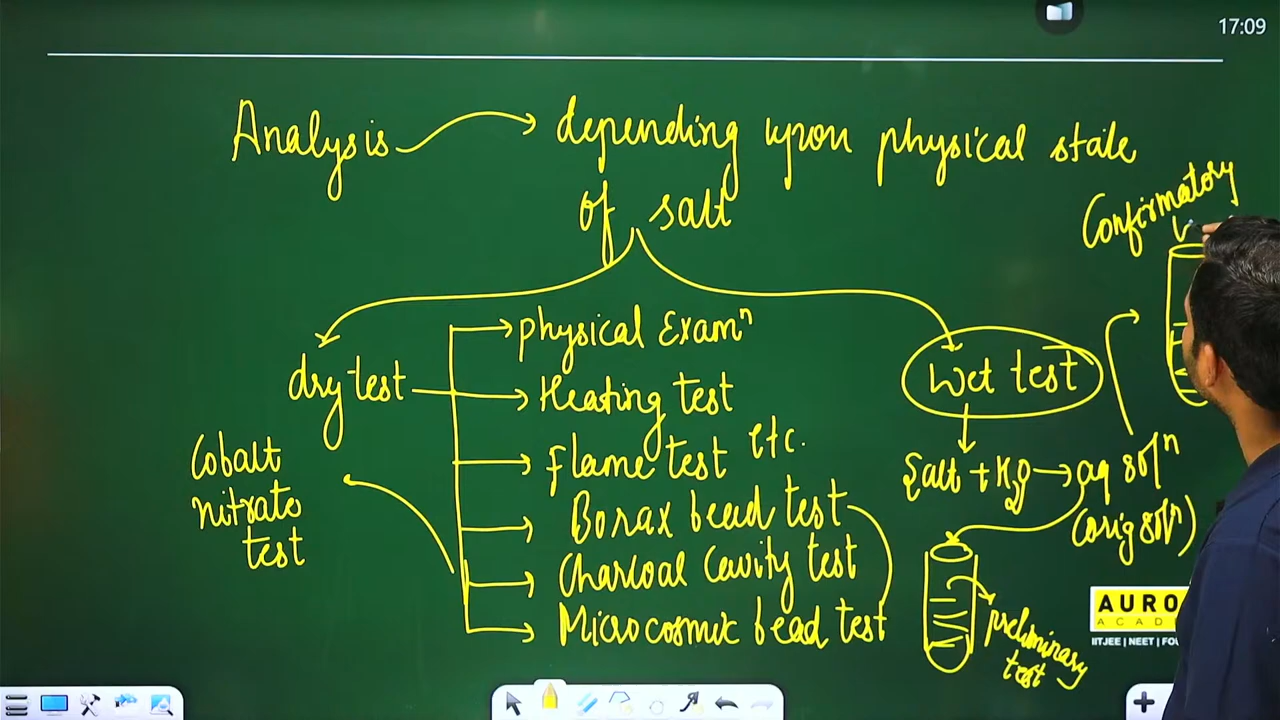 17:09
Analysis → depending upon physical state
of salt
Confirmatory
dry test
physical Examⁿ
Heating test
Flame test etc.
Borax bead test
Charcoal Cavity test
Microcosmic bead test
Cobalt
nitrate
test
Wet test
Salt + H₂O → aq solⁿ
(orig solⁿ)
preliminary
test
AURO
ACAD
IITJEE | NEET | FOU